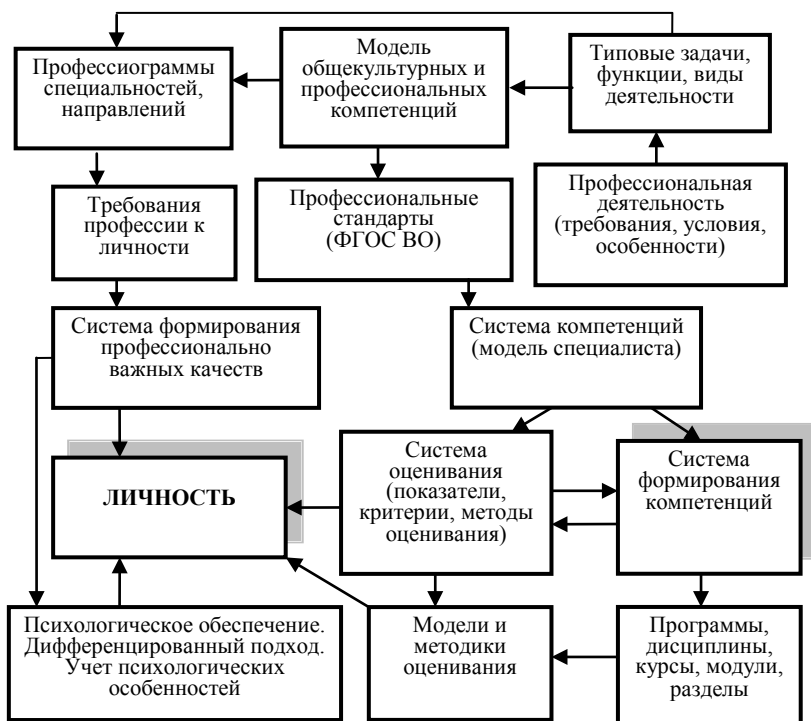 Профессиограммы
специальностей,
направлений
Модель
общекультурных и
профессиональных
компетенций
Типовые задачи,
функции, виды
деятельности
Требования
профессии к
личности
Профессиональные
стандарты
(ФГОС ВО)
Профессиональная
деятельность
(требования, условия,
особенности)
Система формирования
профессионально
важных качеств
Система компетенций
(модель специалиста)
ЛИЧНОСТЬ
Система
оценивания
(показатели,
критерии, методы
оценивания)
Система
формирования
компетенций
Психологическое обеспечение.
Дифференцированный подход.
Учет психологических
особенностей
Модели и
методики
оценивания
Программы,
дисциплины,
курсы, модули,
разделы